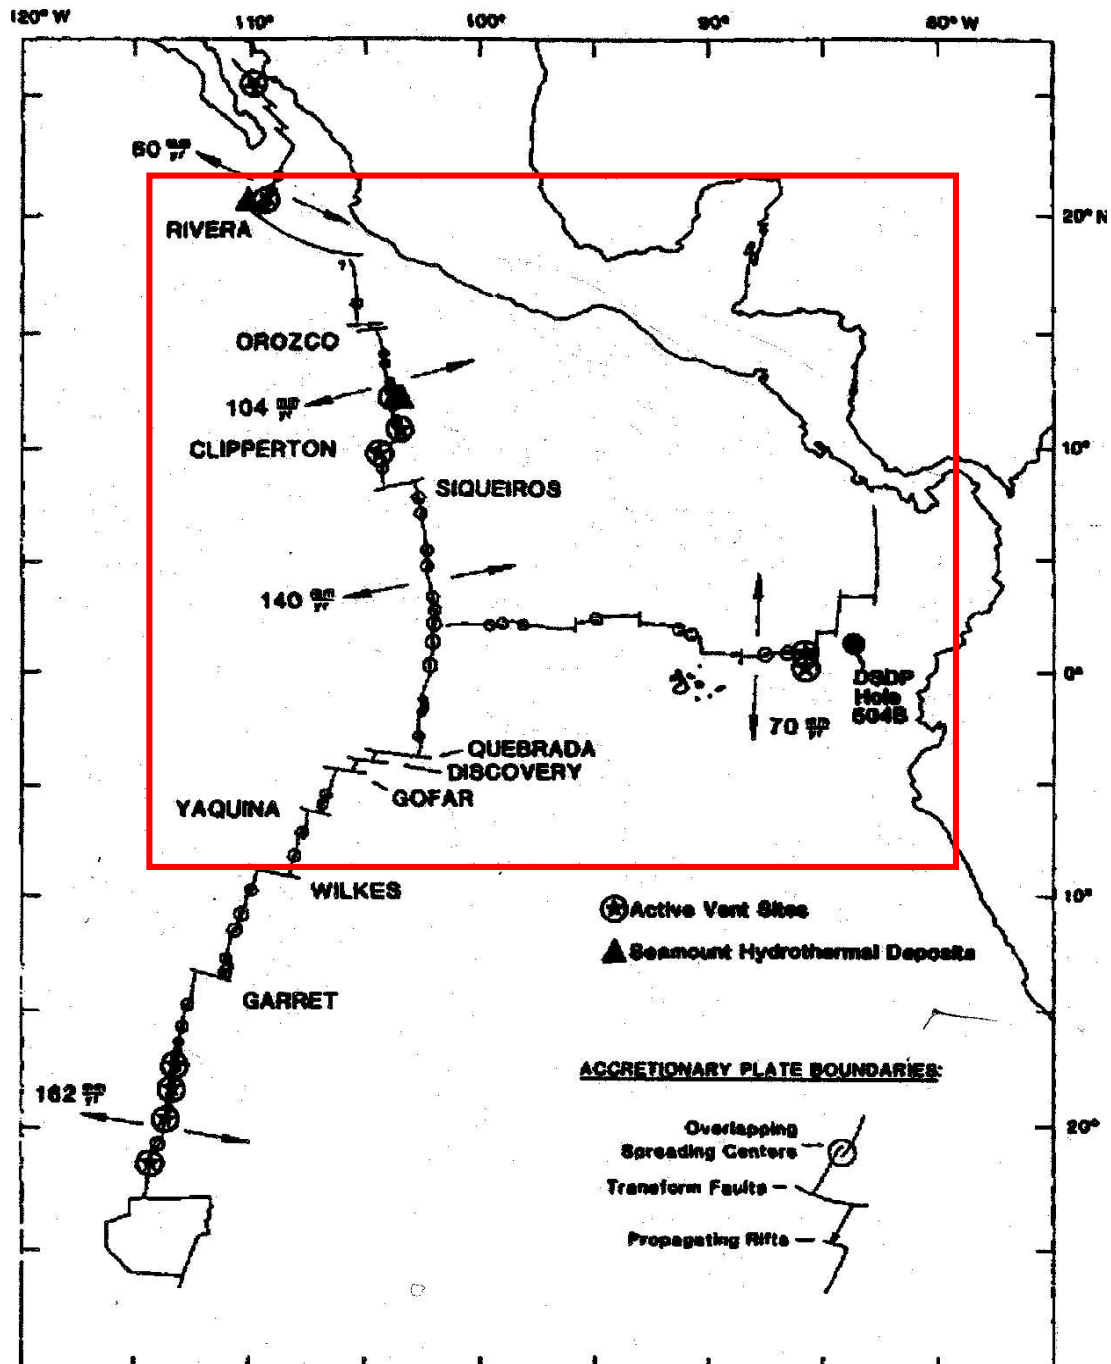 120° W 110° 100° 90° 80° W
60 mm/yr
20° N
RIVERA
OROZCO
104 mm/yr
CLIPPERTON
10°
SIQUEIROS
140 mm/yr
0°
DSDP
Hole
504B
70 mm/yr
QUEBRADA
DISCOVERY
GOFAR
YAQUINA
WILKES
10°
Active Vent Sites
Seamount Hydrothermal Deposits
GARRET
ACCRETIONARY PLATE BOUNDARIES:
162 mm/yr
20°
Overlapping
Spreading Centers
Transform Faults
Propagating Rifts